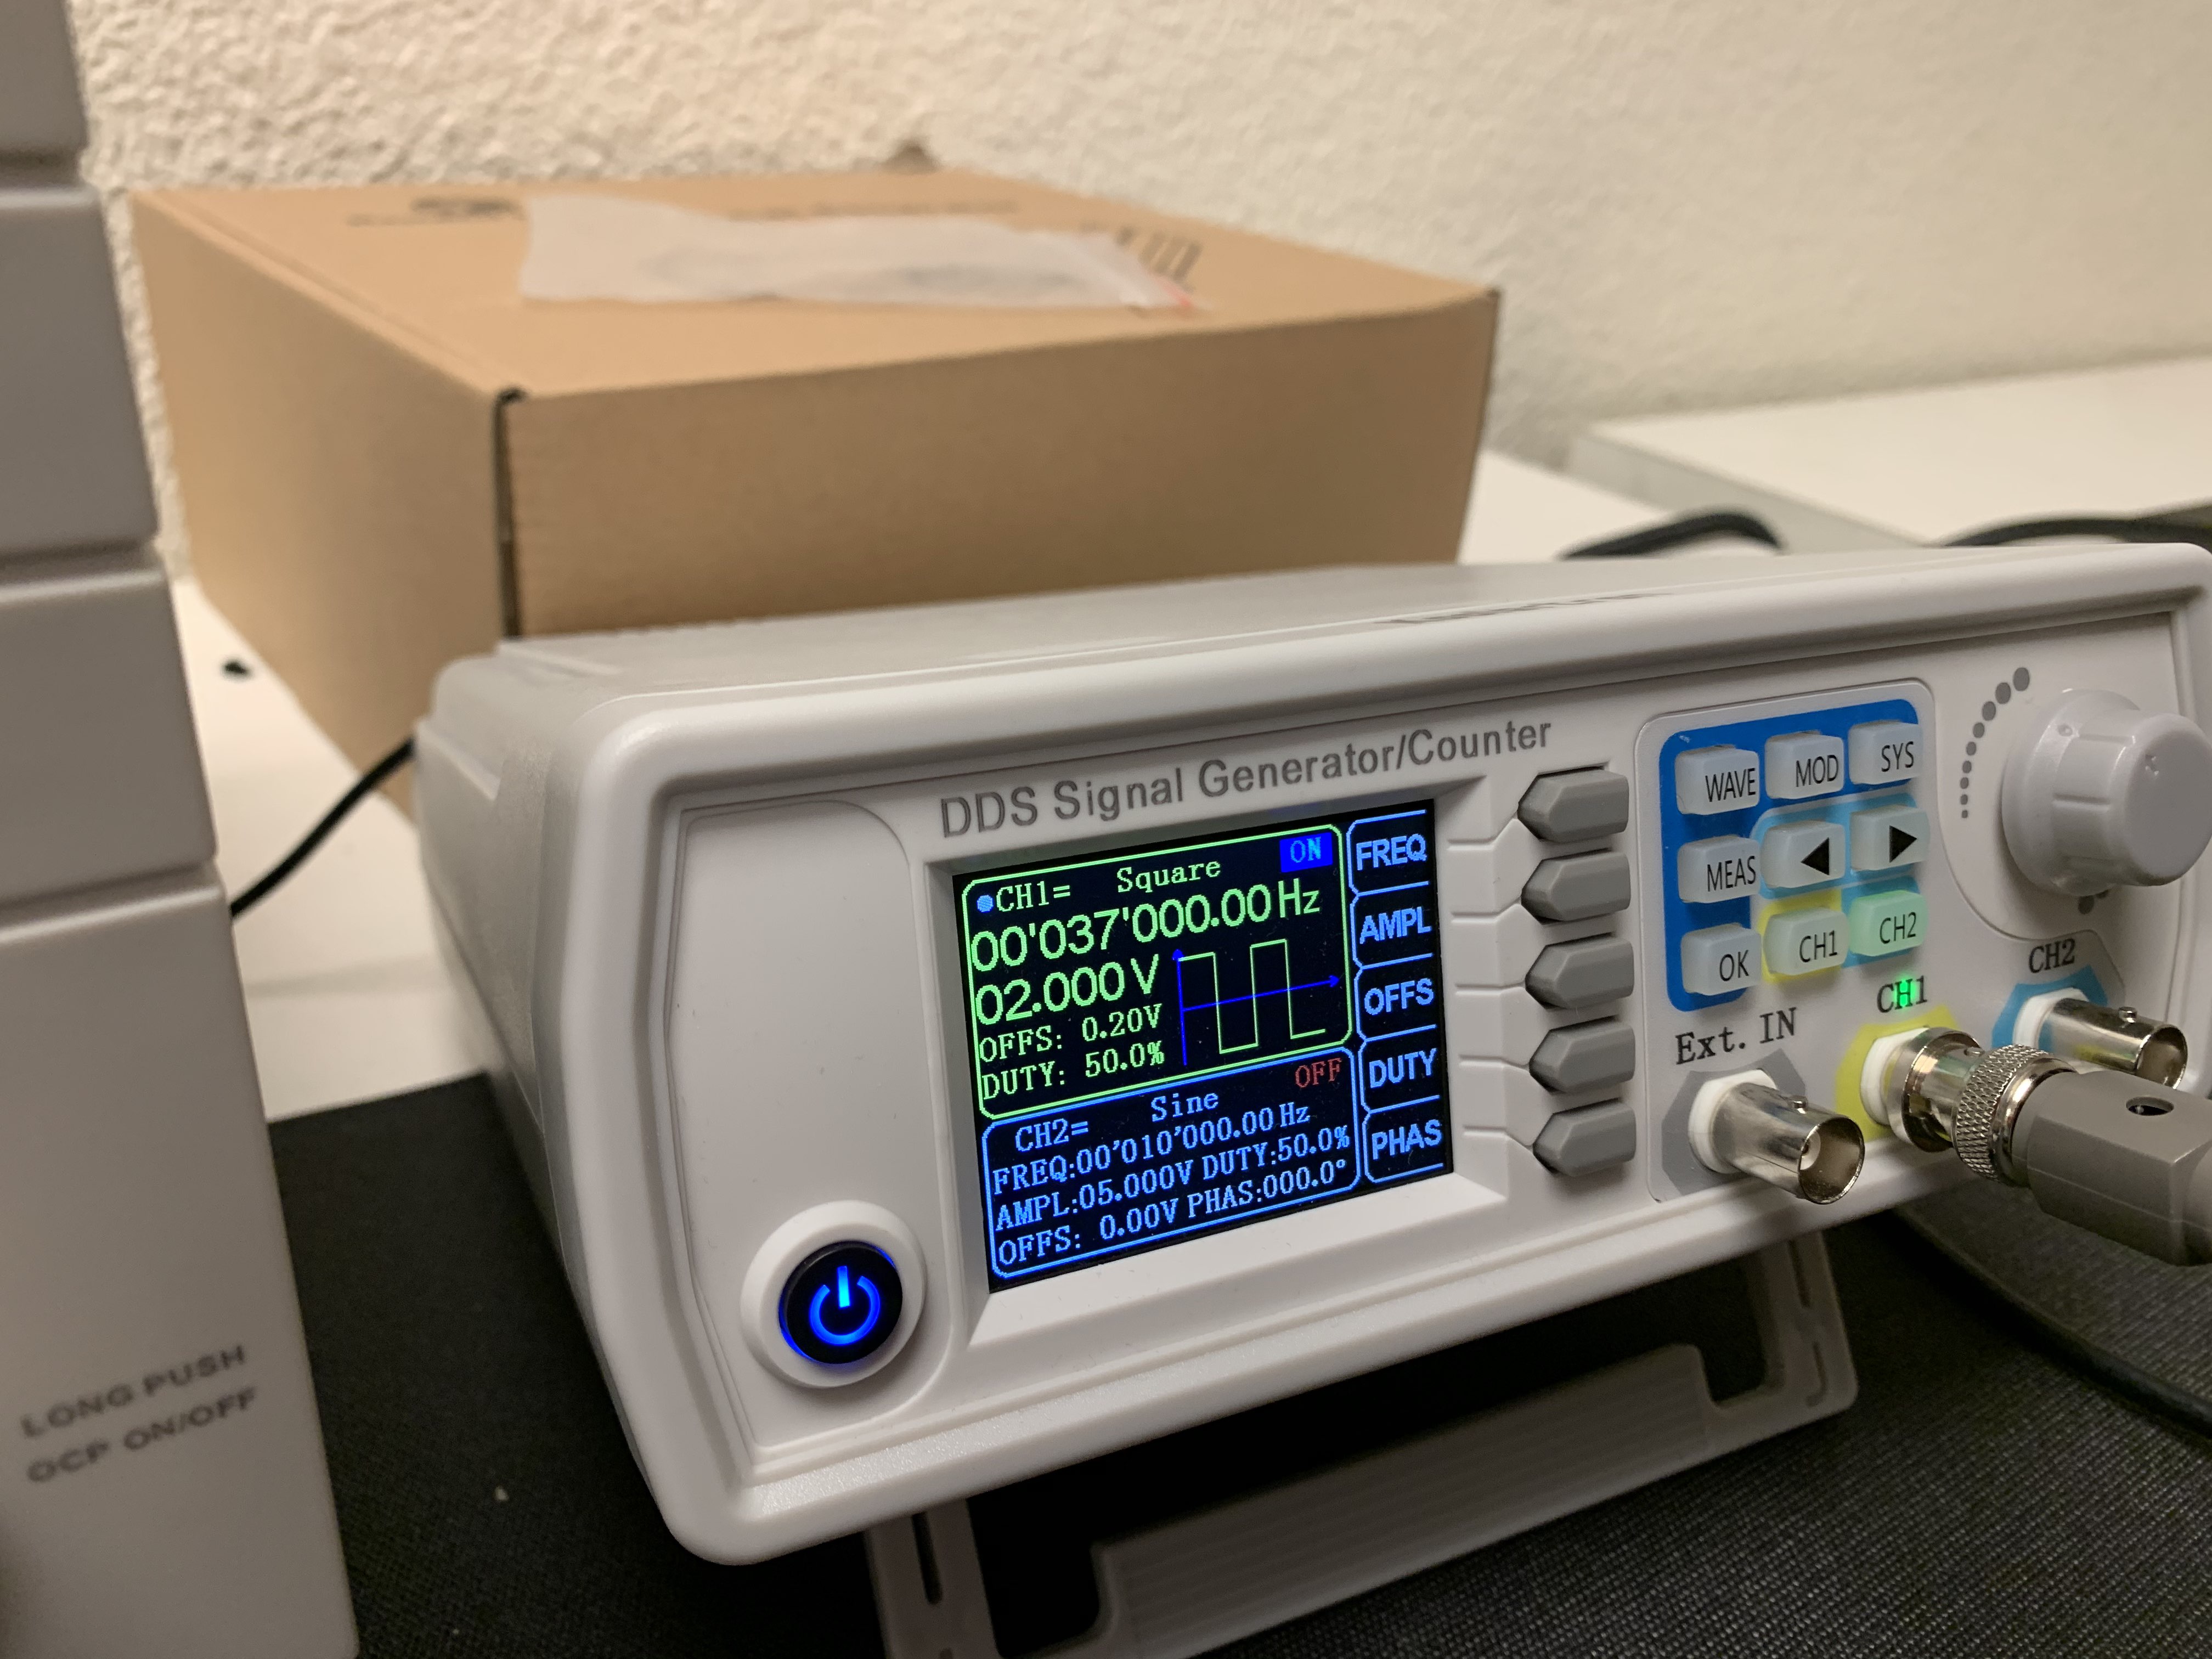 DDS Signal Generator/Counter
CH1= Square ON
00'037'000.00 Hz
02.000 V
OFFS: 0.20V
DUTY: 50.0%
OFF
CH2= Sine
FREQ:00'010'000.00 Hz
AMPL:05.000V DUTY:50.0%
OFFS: 0.00V PHAS:000.0°
FREQ
AMPL
OFFS
DUTY
PHAS
WAVE MOD SYS
MEAS
OK CH1 CH2
Ext. IN CH1 CH2
LONG PUSH
OCP ON/OFF